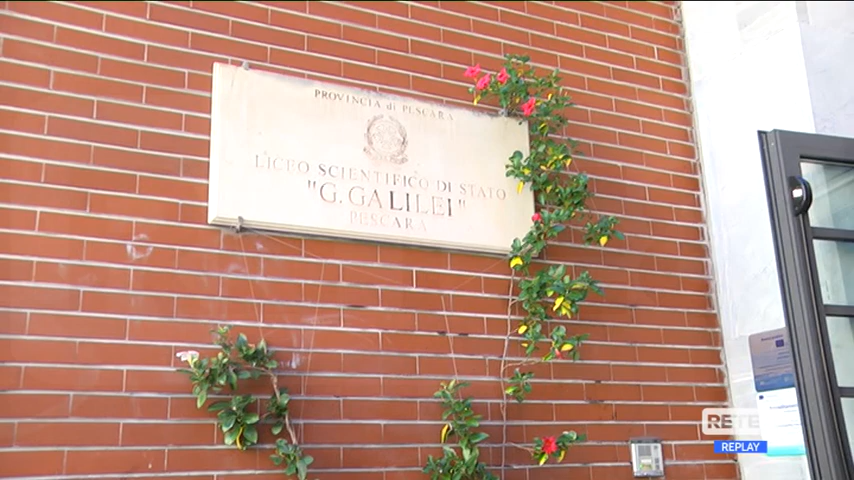 PROVINCIA di PESCARA
LICEO SCIENTIFICO DI STATO
"G. GALILEI"
PESCARA
RETE
REPLAY